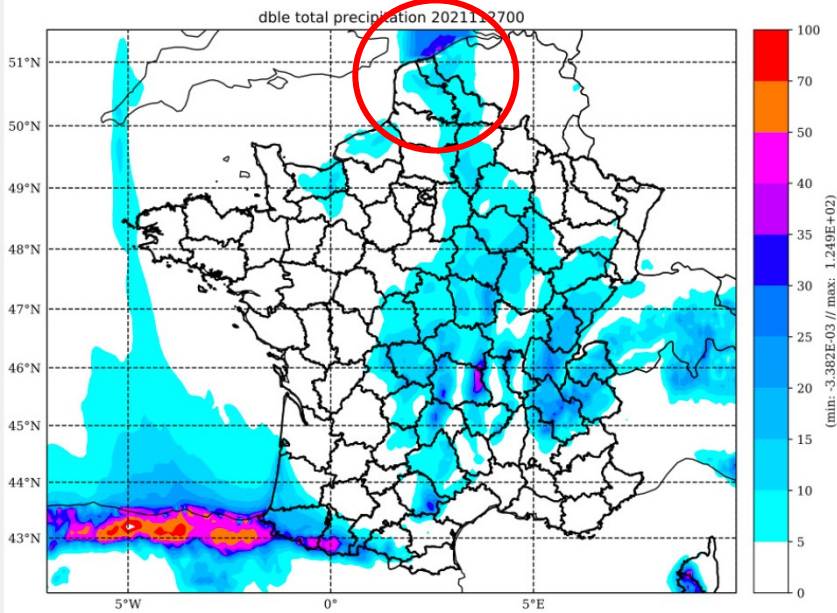 dble total precipitation 2021112700
51°N
50°N
49°N
48°N
47°N
46°N
45°N
44°N
43°N
5°W
0°
5°E
100
70
50
40
35
30
25
20
15
10
5
0
(min: -3.382E-03 // max: 1.249E+02)